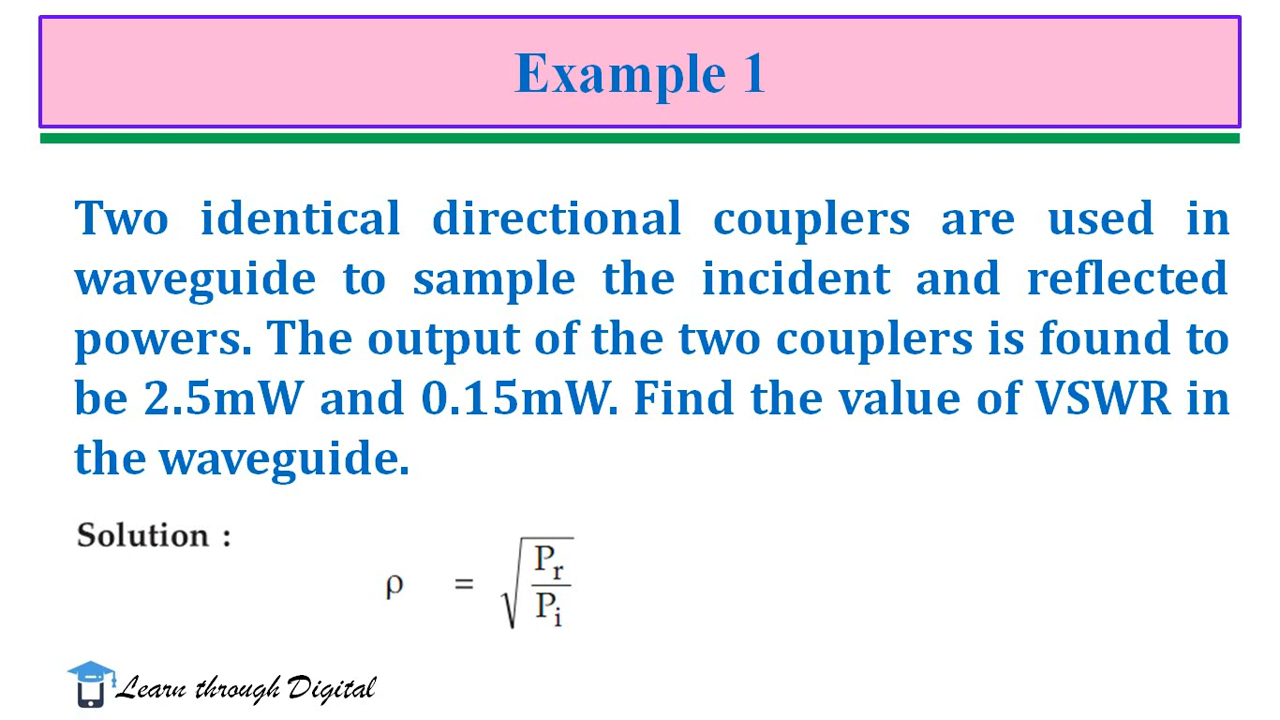 Example 1
Two identical directional couplers are used in
waveguide to sample the incident and reflected
powers. The output of the two couplers is found to
be 2.5mW and 0.15mW. Find the value of VSWR in
the waveguide.
Solution :
ρ = √(Pr/Pi)
Learn through Digital